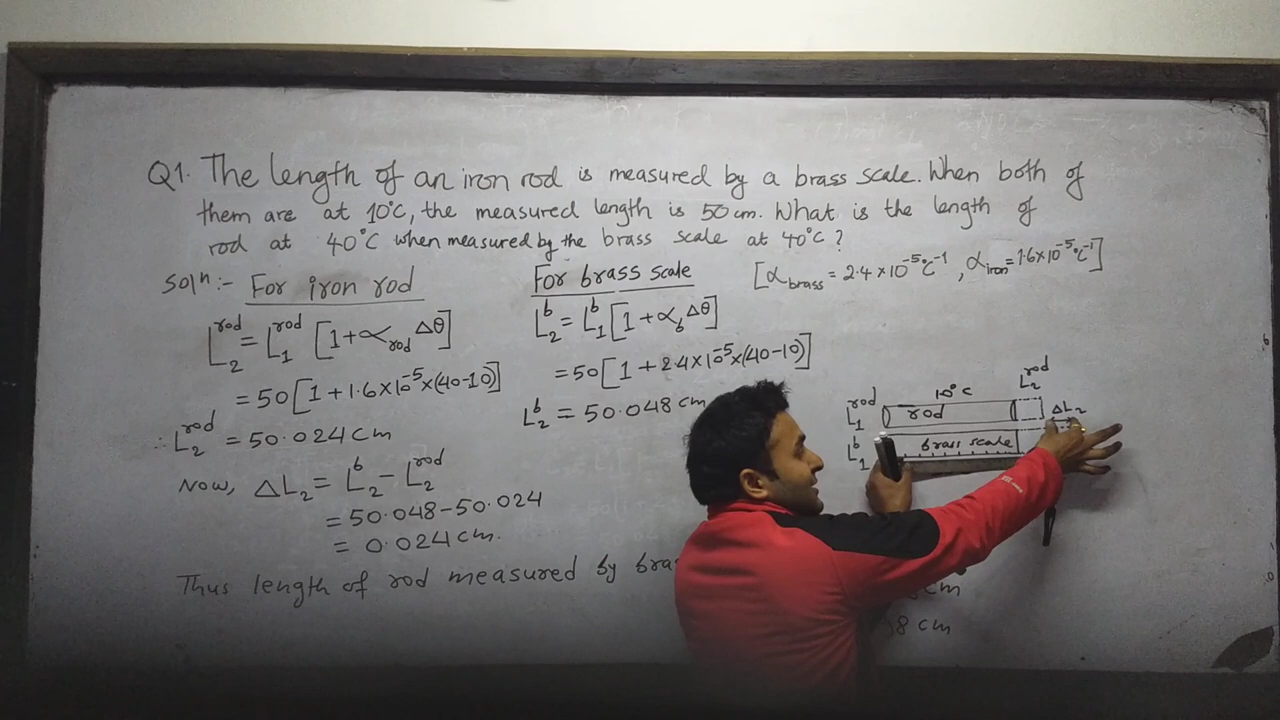 Q1. The length of an iron rod is measured by a brass scale. When both of
them are at 10°C, the measured length is 50 cm. What is the length of
rod at 40°C when measured by the brass scale at 40°C?
[α_brass = 2.4×10⁻⁵ °C⁻¹, α_iron = 1.6×10⁻⁵ °C⁻¹]
Solⁿ:- For iron rod
L₂^rod = L₁^rod [1+α_rod Δθ]
= 50[1+1.6×10⁻⁵×(40-10)]
∴ L₂^rod = 50.024 cm
For brass scale
L₂^b = L₁^b [1+α_b Δθ]
= 50[1+2.4×10⁻⁵×(40-10)]
L₂^b = 50.048 cm
Now, ΔL₂ = L₂^b - L₂^rod
= 50.048-50.024
= 0.024 cm.
Thus length of rod measured by
cm
8 cm
10°C
L₂^rod
L₁^rod
rod
ΔL₂
L₁^b
brass scale